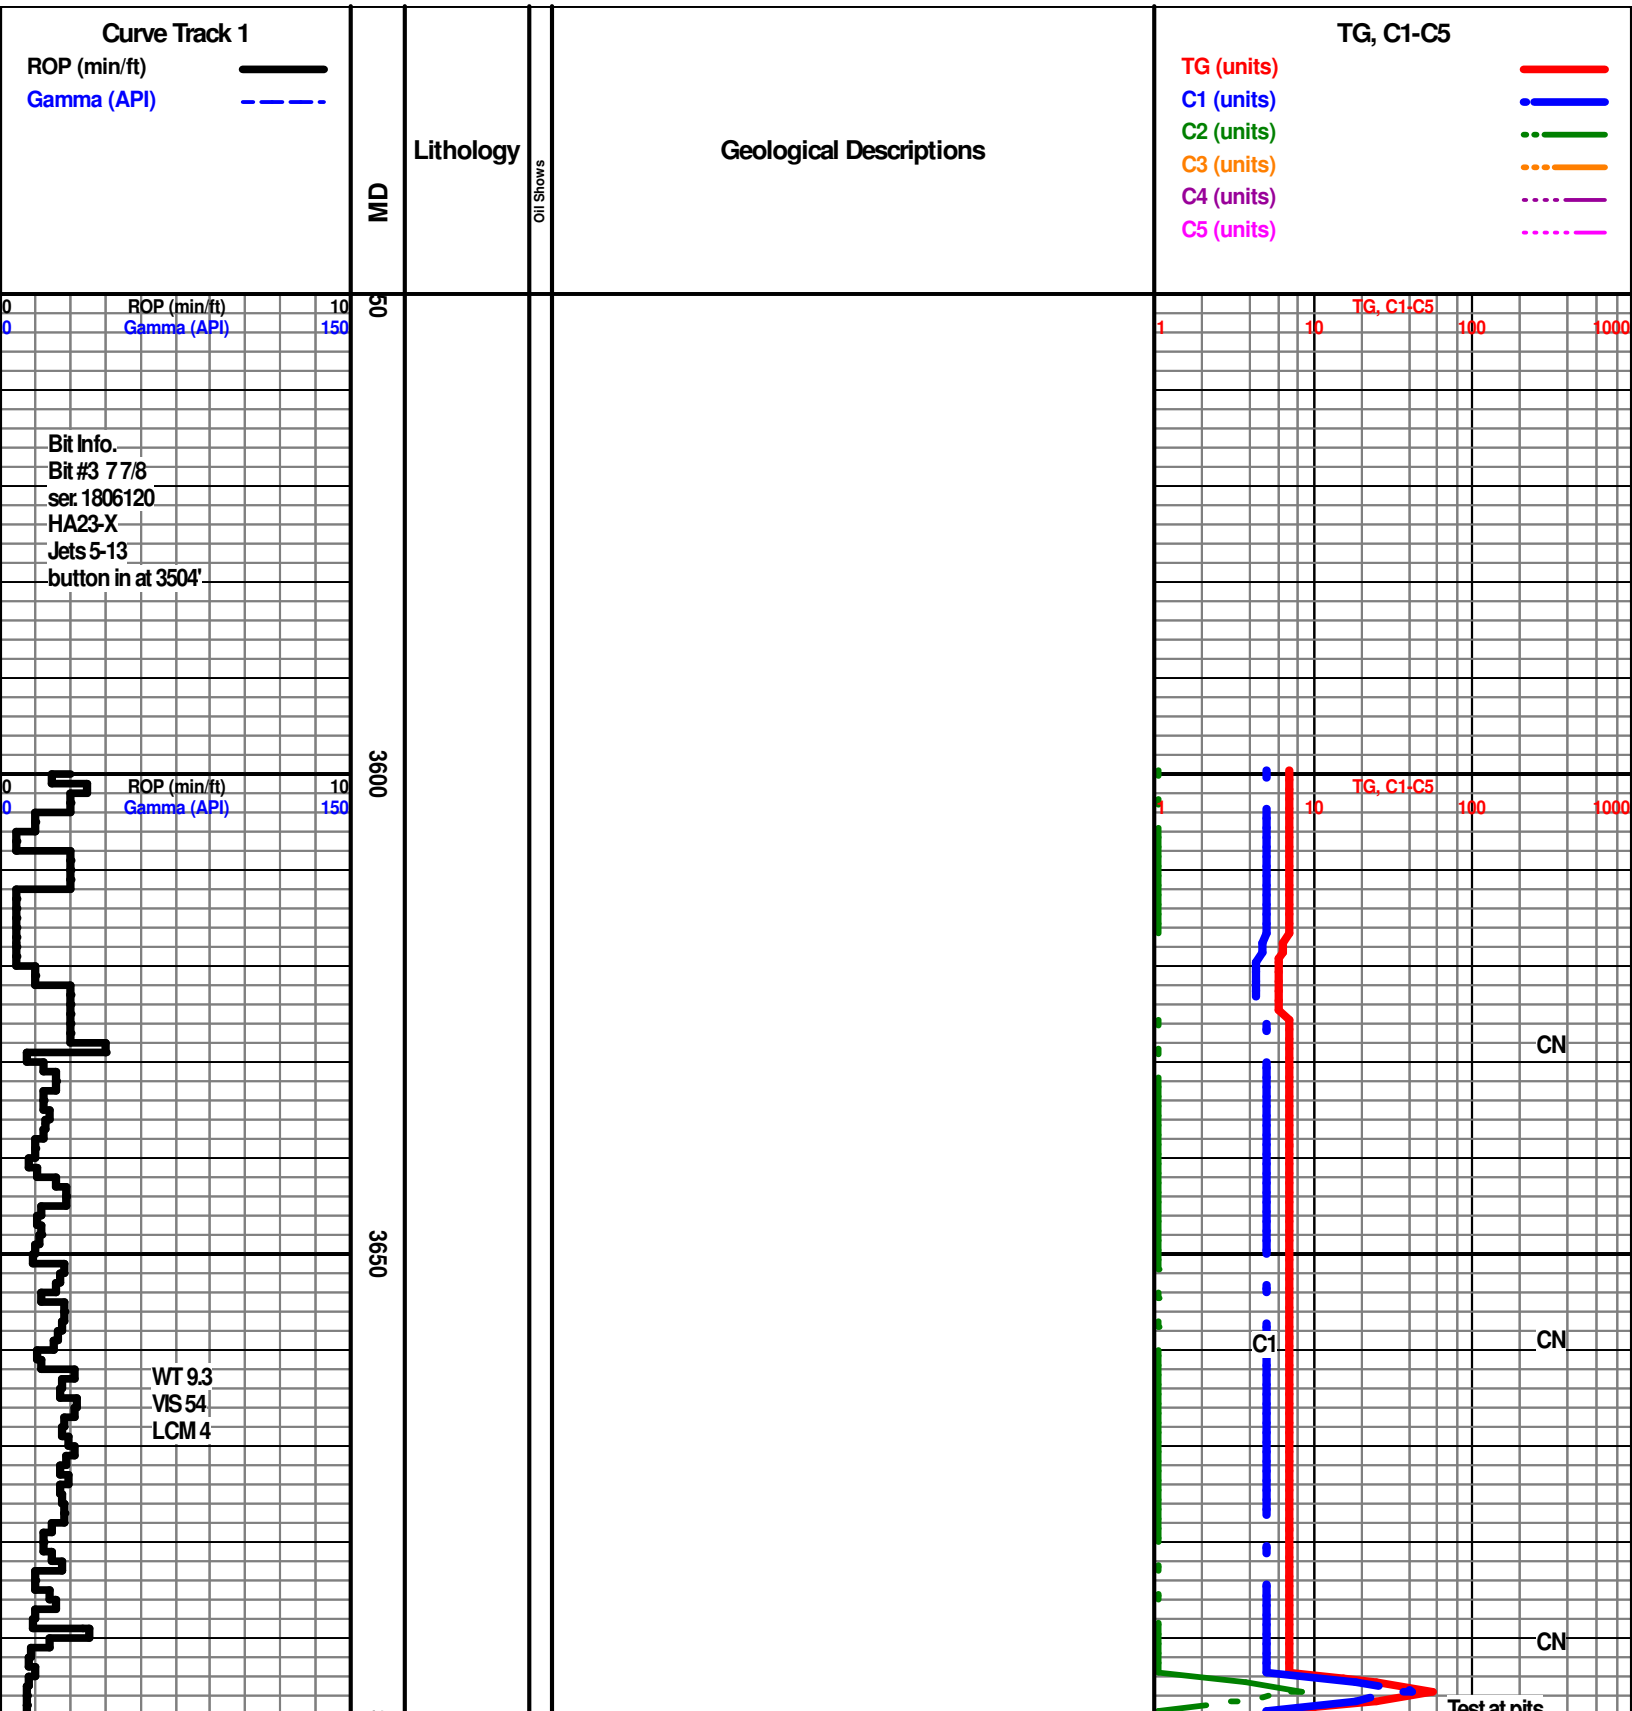 Curve Track 1
ROP (min/ft)
Gamma (API)
MD
Lithology
Oil Shows
Geological Descriptions
TG, C1-C5
TG (units)
C1 (units)
C2 (units)
C3 (units)
C4 (units)
C5 (units)
0 ROP (min/ft) 10
0 Gamma (API) 150
50
TG, C1-C5
1 10 100 1000
Bit Info.
Bit #3 7 7/8
ser. 1806120
HA23-X
Jets 5-13
button in at 3504'
3600
0 ROP (min/ft) 10
0 Gamma (API) 150
TG, C1-C5
1 10 100 1000
CN
3650
C1
CN
WT 9.3
VIS 54
LCM 4
CN
Test at pits